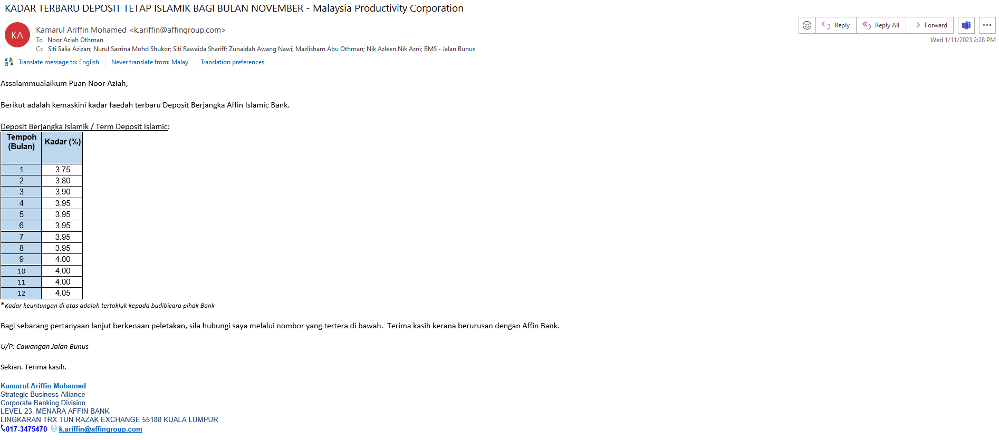 KADAR TERBARU DEPOSIT TETAP ISLAMIK BAGI BULAN NOVEMBER - Malaysia Productivity Corporation
KA
Kamarul Ariffin Mohamed <k.ariffin@affingroup.com>
To Noor Aziah Othman
Cc Siti Salia Azizan; Nurul Sazrina Mohd Shukor; Siti Rawaida Shariff; Zunaidah Awang Nawi; Mazlisham Abu Othman; Nik Azleen Nik Azni; BMS - Jalan Bunus
Reply Reply All Forward
Wed 1/11/2023 2:28 PM
Translate message to: English Never translate from: Malay Translation preferences
Assalammualaikum Puan Noor Aziah,
Berikut adalah kemaskini kadar faedah terbaru Deposit Berjangka Affin Islamic Bank.
Deposit Berjangka Islamik / Term Deposit Islamic:
Tempoh (Bulan) Kadar (%)
1 3.75
2 3.80
3 3.90
4 3.95
5 3.95
6 3.95
7 3.95
8 3.95
9 4.00
10 4.00
11 4.00
12 4.05
*Kadar keuntungan di atas adalah tertakluk kepada budibicara pihak Bank
Bagi sebarang pertanyaan lanjut berkenaan peletakan, sila hubungi saya melalui nombor yang tertera di bawah.  Terima kasih kerana berurusan dengan Affin Bank.
U/P: Cawangan Jalan Bunus
Sekian. Terima kasih.
Kamarul Ariffin Mohamed
Strategic Business Alliance
Corporate Banking Division
LEVEL 23, MENARA AFFIN BANK
LINGKARAN TRX TUN RAZAK EXCHANGE 55188 KUALA LUMPUR
017-3475470 k.ariffin@affingroup.com